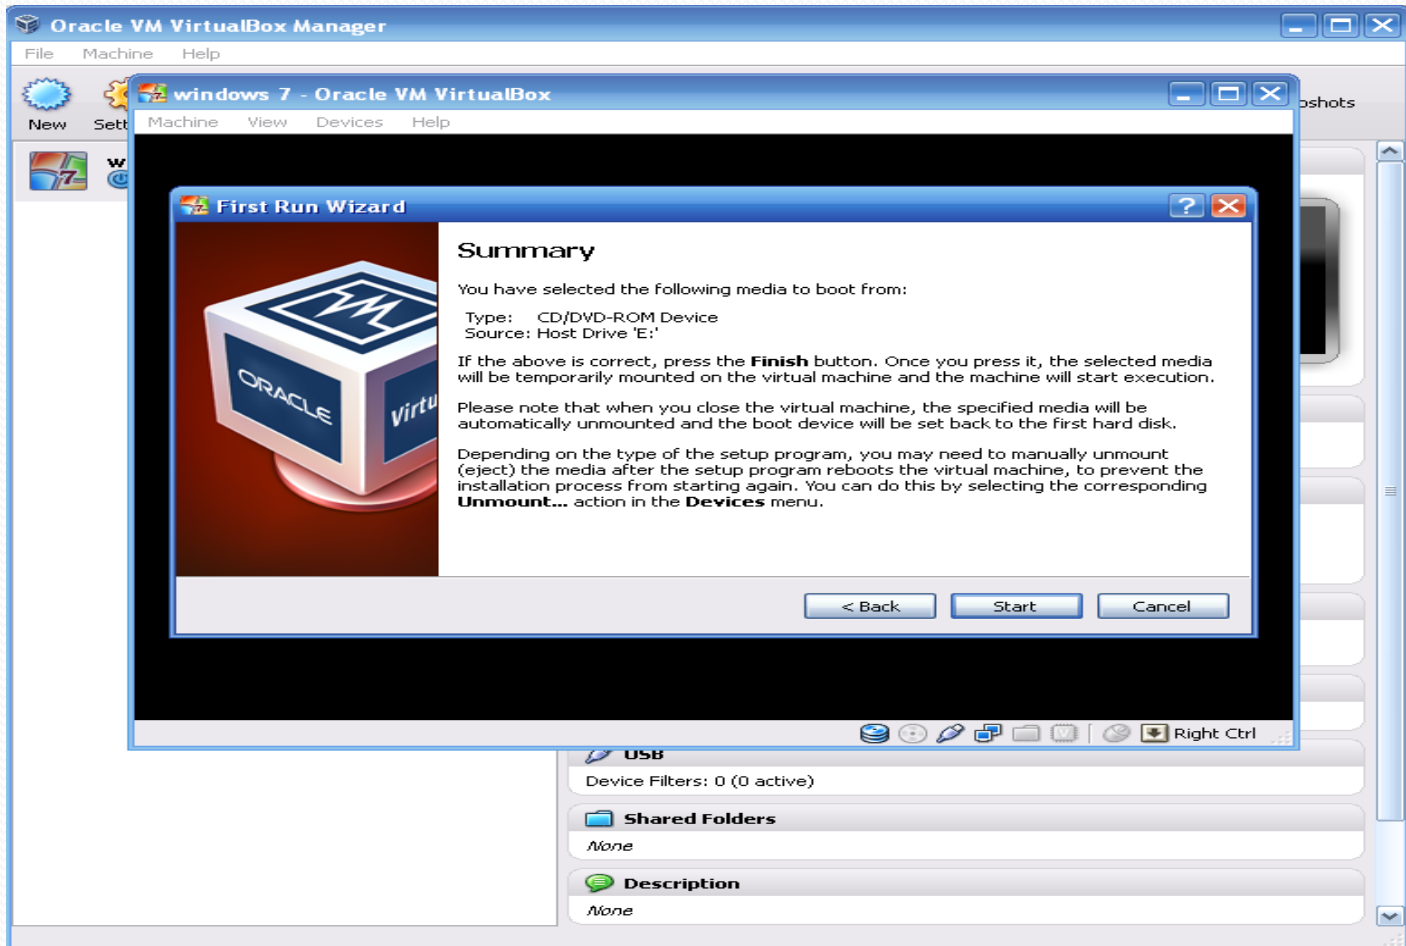 Oracle VM VirtualBox Manager
File Machine Help
New Sett
pshots
w
windows 7 - Oracle VM VirtualBox
Machine View Devices Help
First Run Wizard
ORACLE
Virtu
Summary
You have selected the following media to boot from:
Type: CD/DVD-ROM Device
Source: Host Drive 'E:'
If the above is correct, press the Finish button. Once you press it, the selected media
will be temporarily mounted on the virtual machine and the machine will start execution.
Please note that when you close the virtual machine, the specified media will be
automatically unmounted and the boot device will be set back to the first hard disk.
Depending on the type of the setup program, you may need to manually unmount
(eject) the media after the setup program reboots the virtual machine, to prevent the
installation process from starting again. You can do this by selecting the corresponding
Unmount... action in the Devices menu.
< Back Start Cancel
Right Ctrl
USB
Device Filters: 0 (0 active)
Shared Folders
None
Description
None